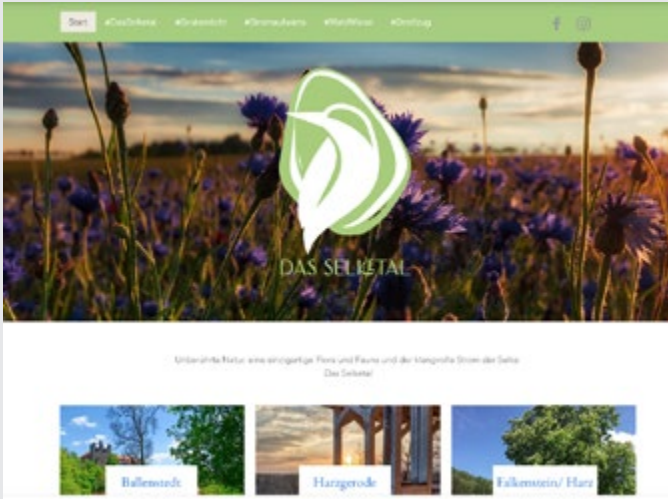 Start #DasSelketal
DAS SELKETAL
Unberührte Natur, eine einzigartige Flora und Fauna und der klangvolle Strom der Selke.
Das Selketal
Ballenstedt Harzgerode Falkenstein/ Harz